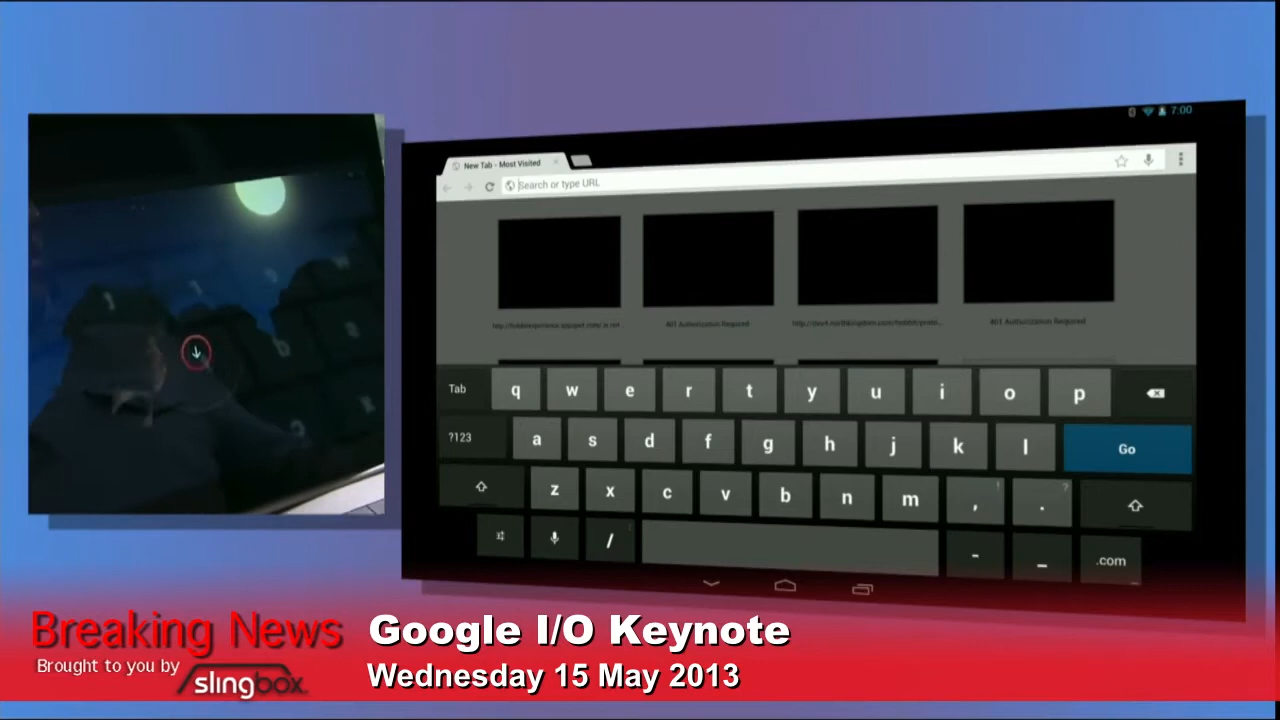 7:00
New Tab - Most Visited
Search or type URL
401 Authorization Required
401 Authorization Required
Tab q w e r t y u i o p
?123 a s d f g h j k l Go
z x c v b n m , ! . ?
/ - _ .com
Breaking News
Brought to you by
slingbox.
Google I/O Keynote
Wednesday 15 May 2013